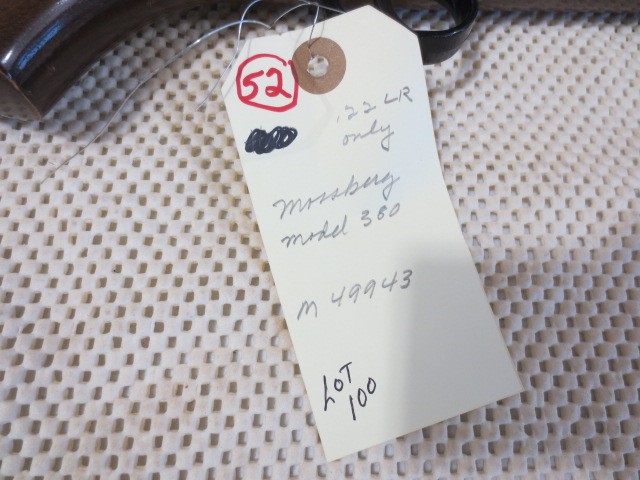 52
.22 LR
only
Mossberg
model 380
M 49943
LOT
100